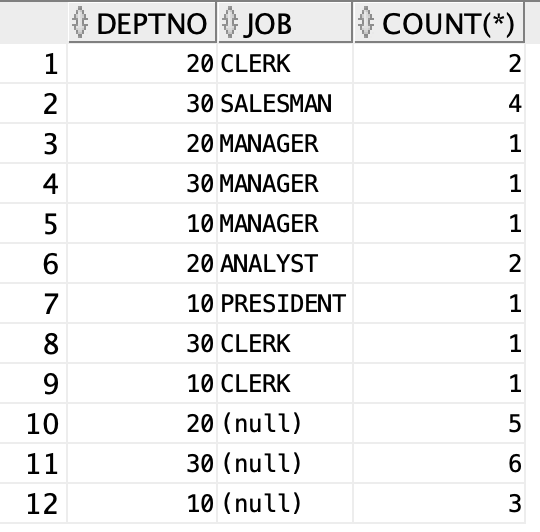 DEPTNO JOB COUNT(*)
1 20 CLERK 2
2 30 SALESMAN 4
3 20 MANAGER 1
4 30 MANAGER 1
5 10 MANAGER 1
6 20 ANALYST 2
7 10 PRESIDENT 1
8 30 CLERK 1
9 10 CLERK 1
10 20 (null) 5
11 30 (null) 6
12 10 (null) 3